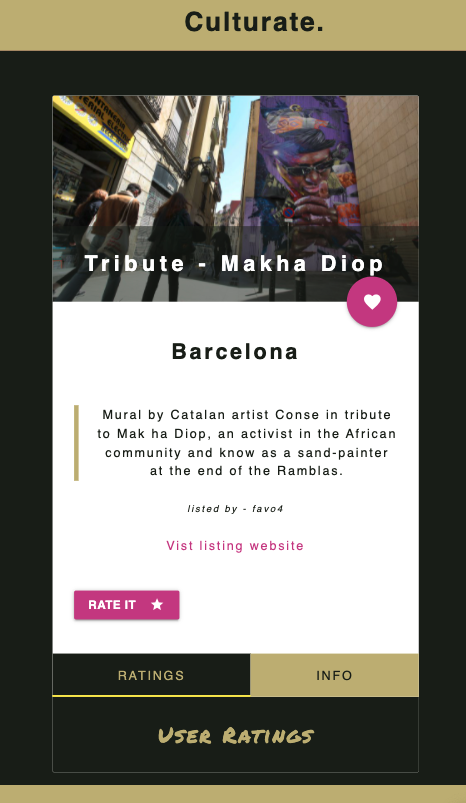 Culturate.
Tribute - Makha Diop
Barcelona
Mural by Catalan artist Conse in tribute
to Mak ha Diop, an activist in the African
community and know as a sand-painter
at the end of the Ramblas.
listed by - favo4
Vist listing website
RATE IT
RATINGS
INFO
User Ratings